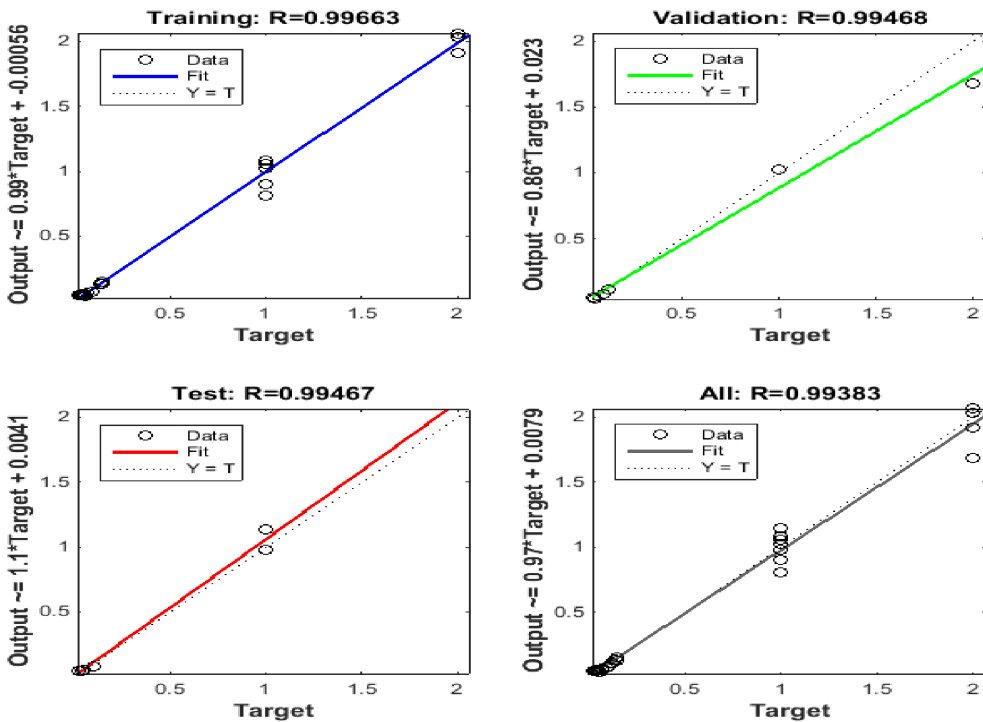 Training: R=0.99663
Output ~= 0.99*Target + -0.00056
2
1.5
1
0.5
Data
Fit
Y = T
0.5
1
1.5
2
Target
Validation: R=0.99468
Output ~= 0.86*Target + 0.023
2
1.5
1
0.5
Data
Fit
Y = T
0.5
1
1.5
2
Target
Test: R=0.99467
Output ~= 1.1*Target + 0.0041
2
1.5
1
0.5
Data
Fit
Y = T
0.5
1
1.5
2
Target
All: R=0.99383
Output ~= 0.97*Target + 0.0079
2
1.5
1
0.5
Data
Fit
Y = T
0.5
1
1.5
2
Target